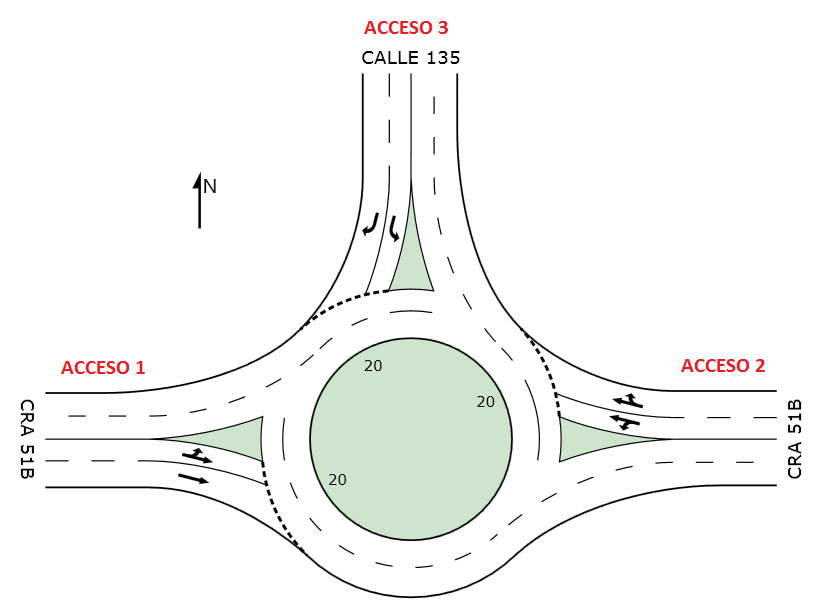 ACCESO 3
CALLE 135
N
ACCESO 1
ACCESO 2
20
20
20
CRA 51B
CRA 51B